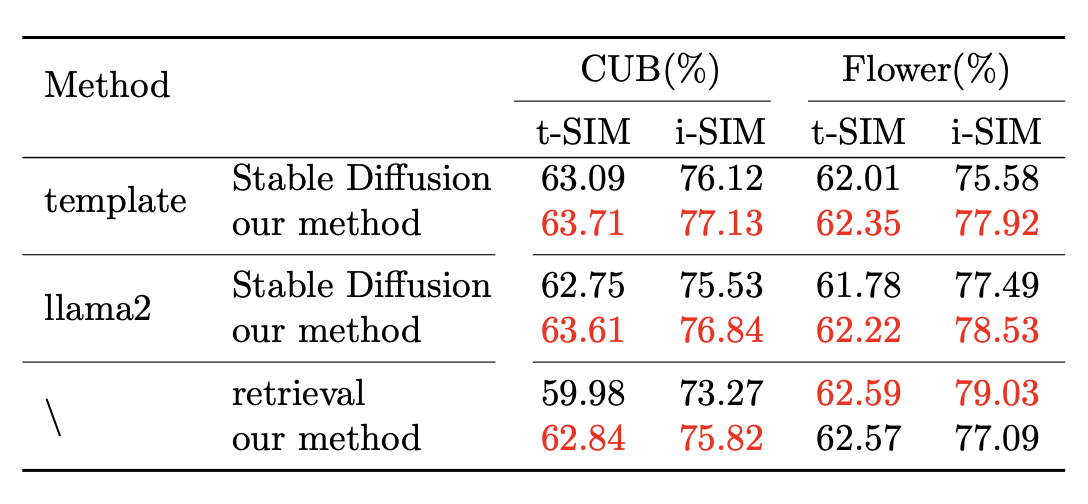 Method CUB(%) Flower(%)
t-SIM i-SIM t-SIM i-SIM
template Stable Diffusion 63.09 76.12 62.01 75.58
our method 63.71 77.13 62.35 77.92
llama2 Stable Diffusion 62.75 75.53 61.78 77.49
our method 63.61 76.84 62.22 78.53
\ retrieval 59.98 73.27 62.59 79.03
our method 62.84 75.82 62.57 77.09